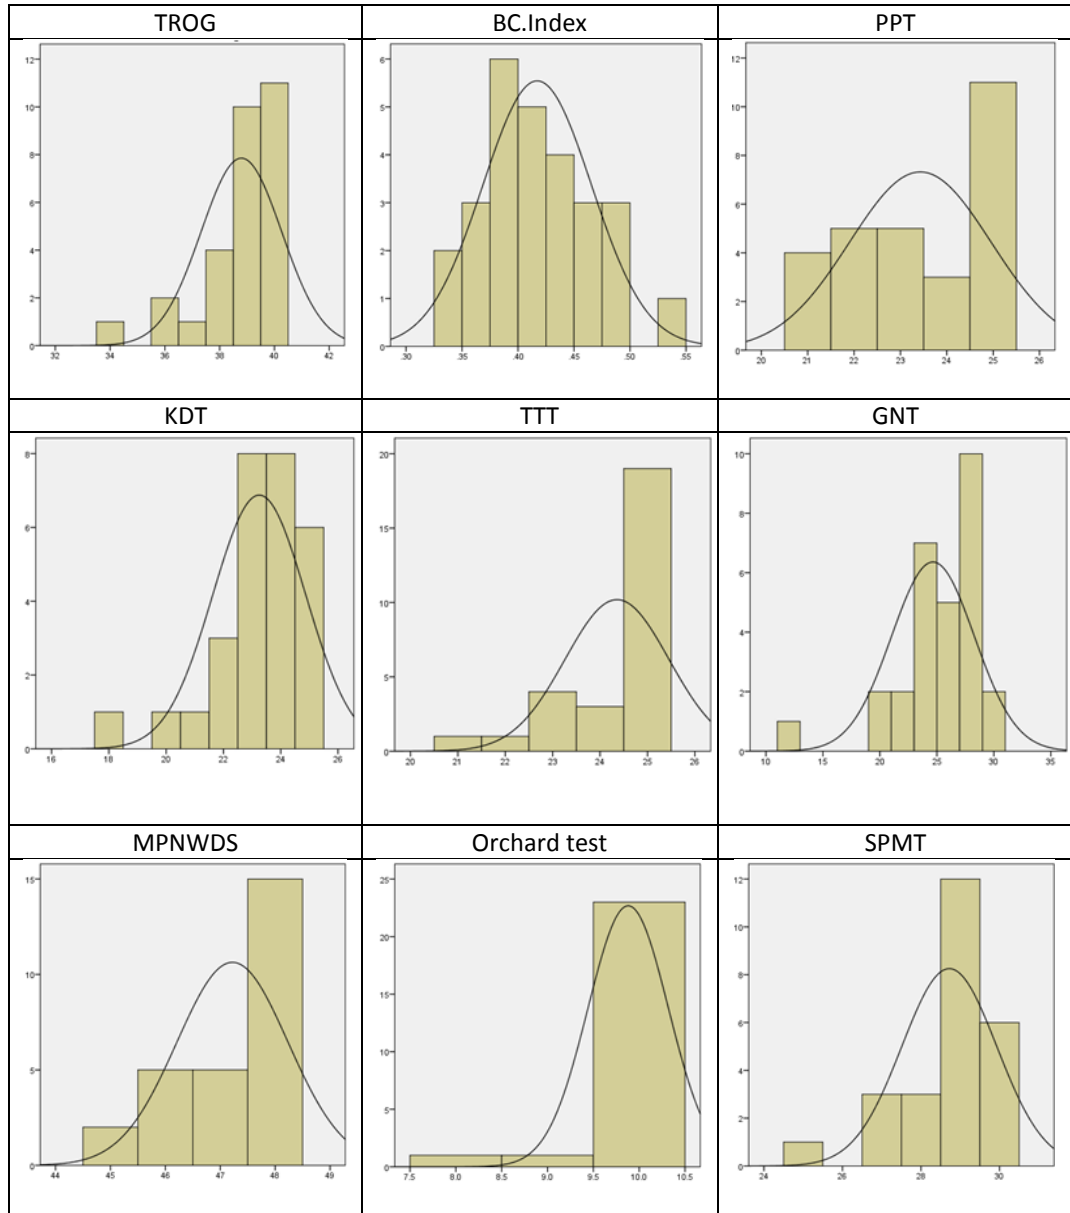 TROG BC.Index PPT
12 10 8 6 4 2 0
32 34 36 38 40 42
6 5 4 3 2 1 0
.30 .35 .40 .45 .50 .55
12 10 8 6 4 2 0
20 21 22 23 24 25 26
KDT TTT GNT
8 6 4 2 0
16 18 20 22 24 26
20 15 10 5 0
20 21 22 23 24 25 26
10 8 6 4 2 0
10 15 20 25 30 35
MPNWDS Orchard test SPMT
15 10 5 0
44 45 46 47 48 49
25 20 15 10 5 0
7.5 8.0 8.5 9.0 9.5 10.0 10.5
12 10 8 6 4 2 0
24 26 28 30